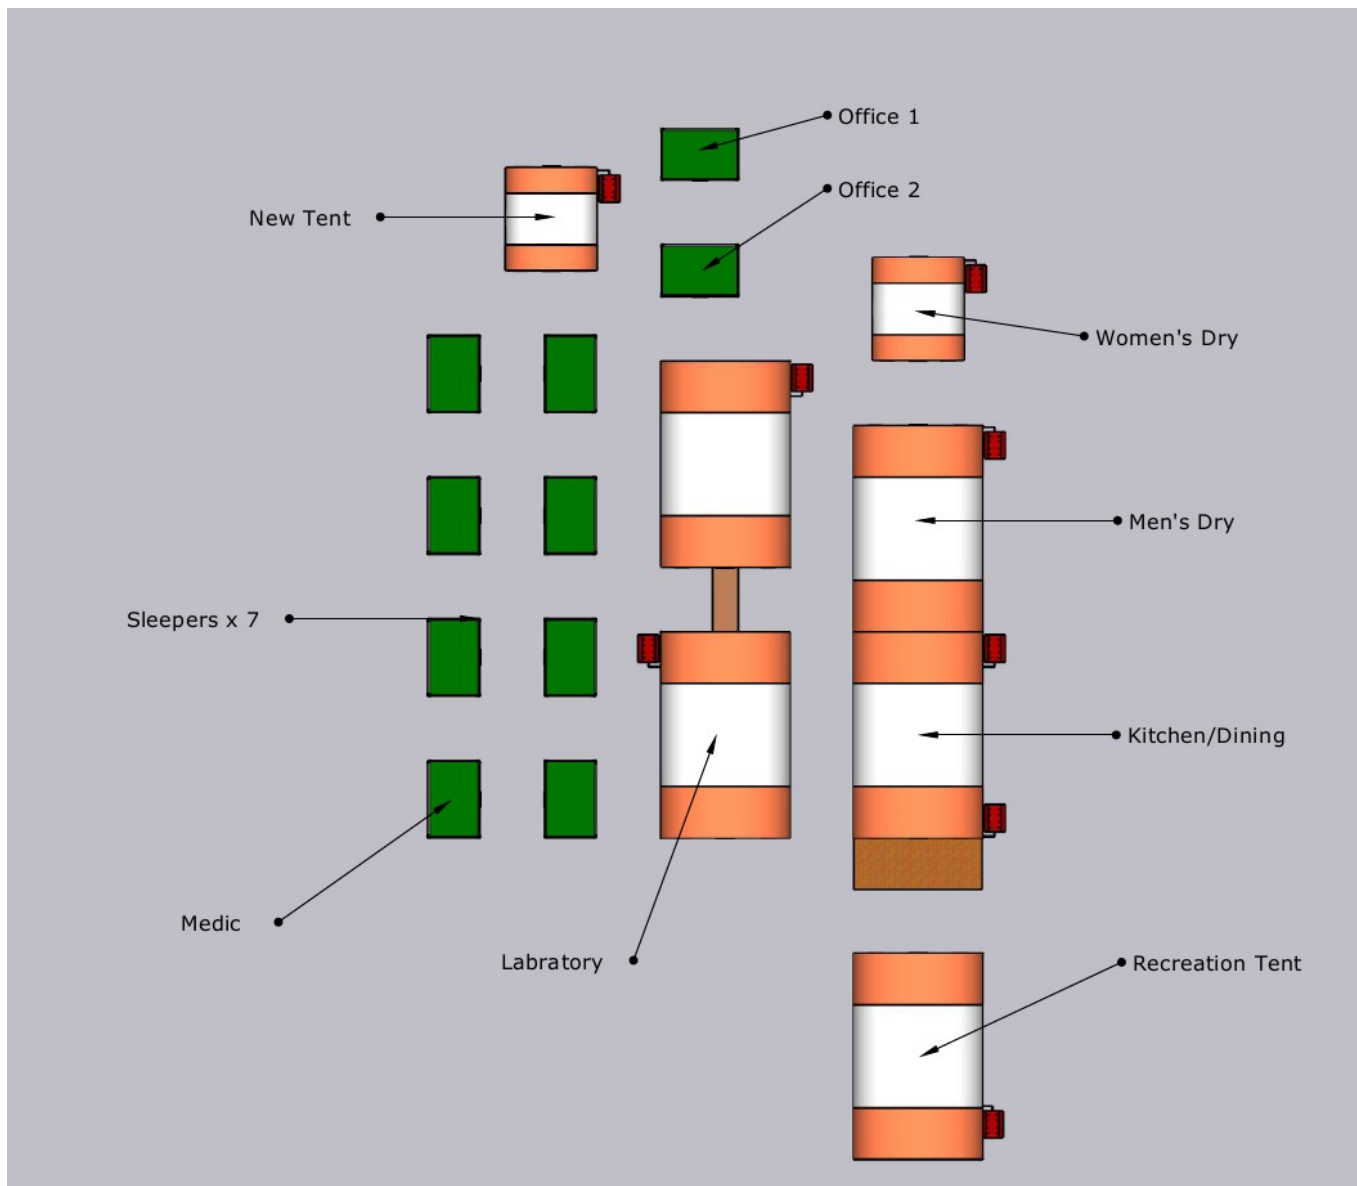 Office 1
Office 2
New Tent
Women's Dry
Men's Dry
Sleepers x 7
Kitchen/Dining
Medic
Labratory
Recreation Tent